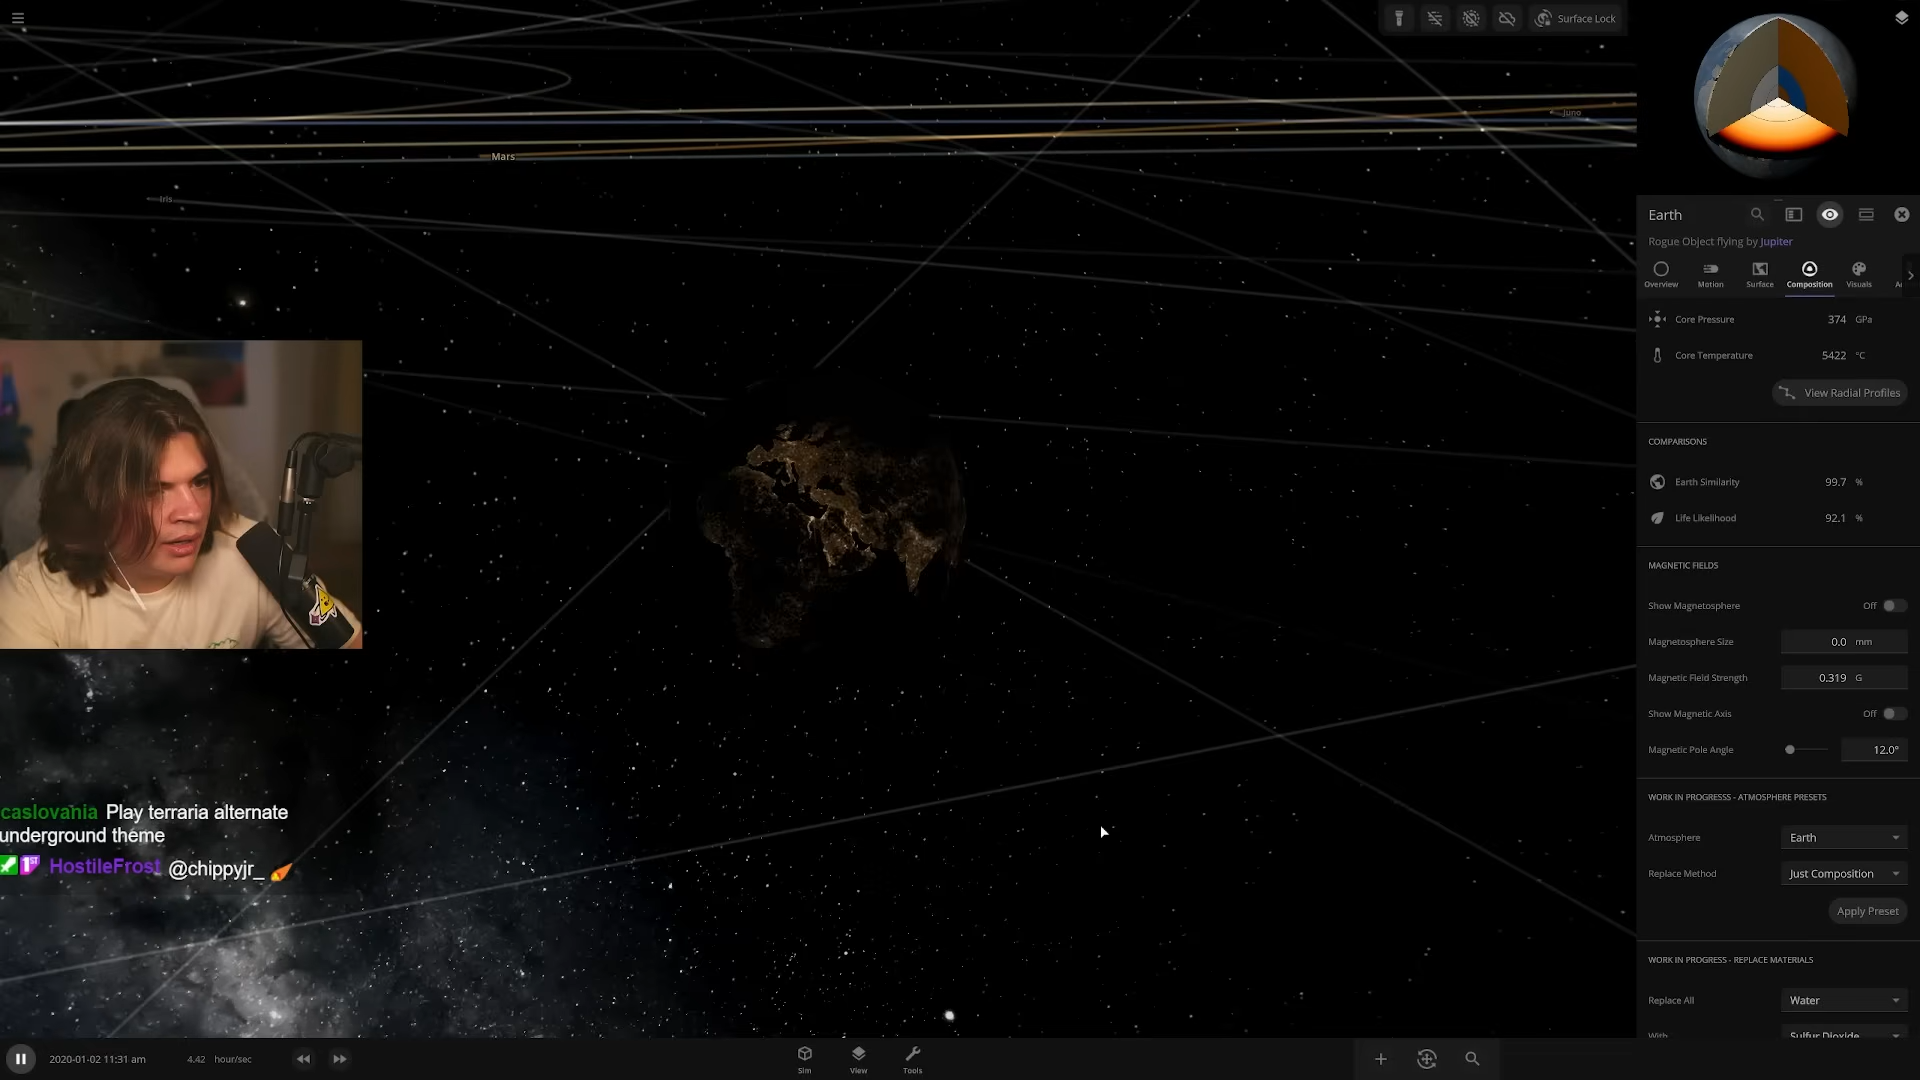 Surface Lock
Juno
Mars
Iris
Earth
Rogue Object flying by Jupiter
Overview
Motion
Surface
Composition
Visuals
Core Pressure 374 GPa
Core Temperature 5422 °C
View Radial Profiles
COMPARISONS
Earth Similarity 99.7 %
Life Likelihood 92.1 %
MAGNETIC FIELDS
Show Magnetosphere Off
Magnetosphere Size 0.0 mm
Magnetic Field Strength 0.319 G
Show Magnetic Axis Off
Magnetic Pole Angle 12.0°
WORK IN PROGRESSS - ATMOSPHERE PRESETS
Atmosphere Earth
Replace Method Just Composition
Apply Preset
WORK IN PROGRESS - REPLACE MATERIALS
Replace All Water
With Sulfur Dioxide
caslovania Play terraria alternate
underground theme
1ST HostileFrost @chippyjr_
2020-01-02 11:31 am 4.42 hour/sec
Sim
View
Tools